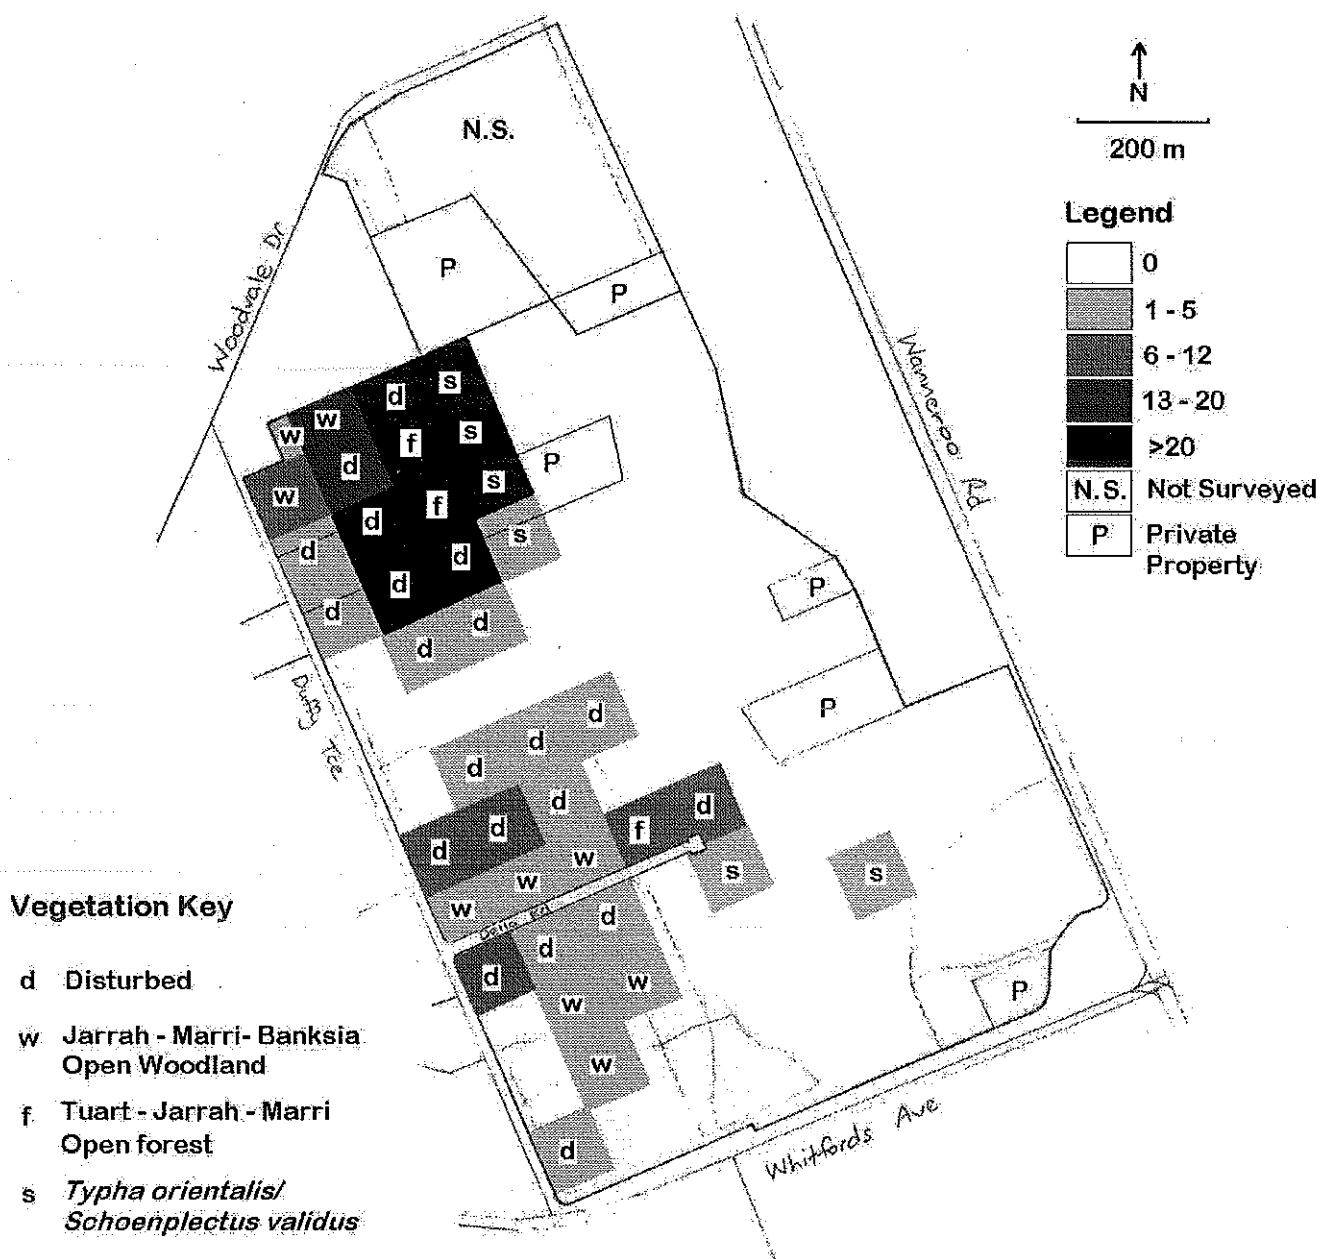 N
200 m
Legend
0
1 - 5
6 - 12
13 - 20
>20
N.S. Not Surveyed
P Private
Property
N.S.
P
P
Woodvale Dr
Wanneroo Rd
d s
w w f s
d P
w s
d f
d s
d d
P
d
d
d
P
Duffy Tce
d
d
d
d
d
d f
d
w
w s s
w
Della Rd
d
d
d w
w P
w
d
Whitfords Ave
Vegetation Key
d Disturbed
w Jarrah - Marri- Banksia
Open Woodland
f Tuart - Jarrah - Marri
Open forest
s Typha orientalis/
Schoenplectus validus